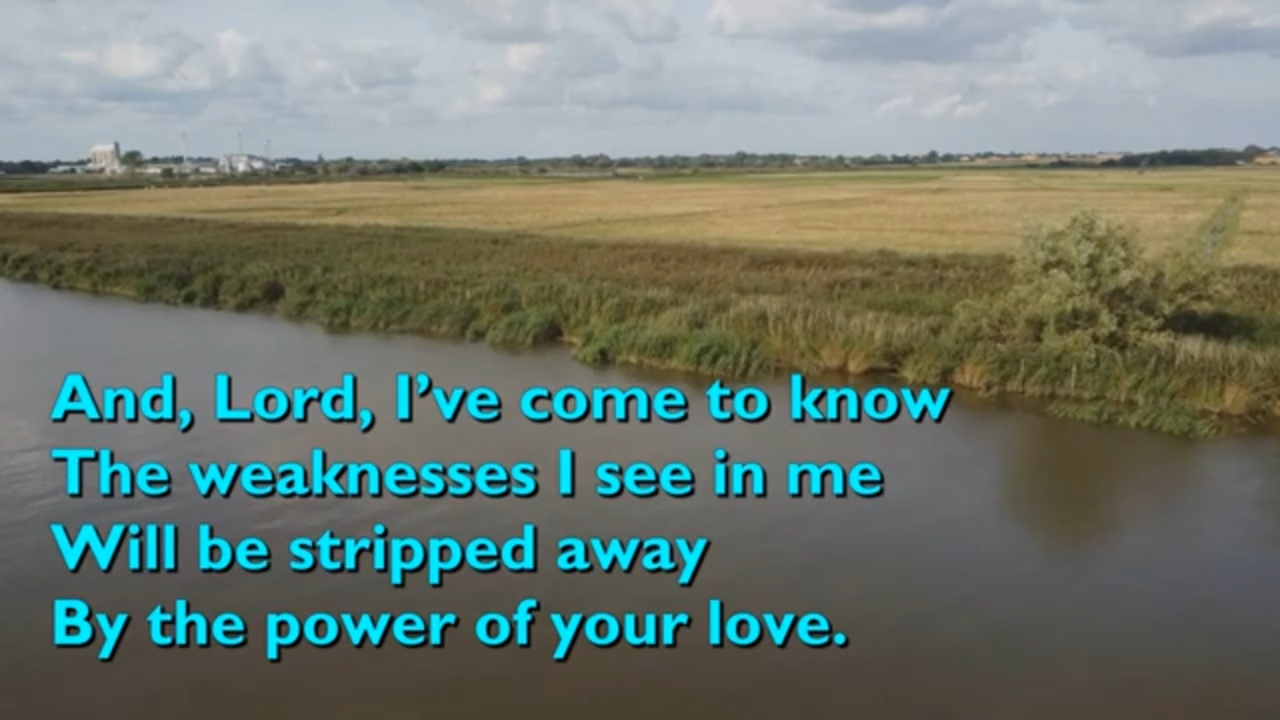 And, Lord, I've come to know
The weaknesses I see in me
Will be stripped away
By the power of your love.